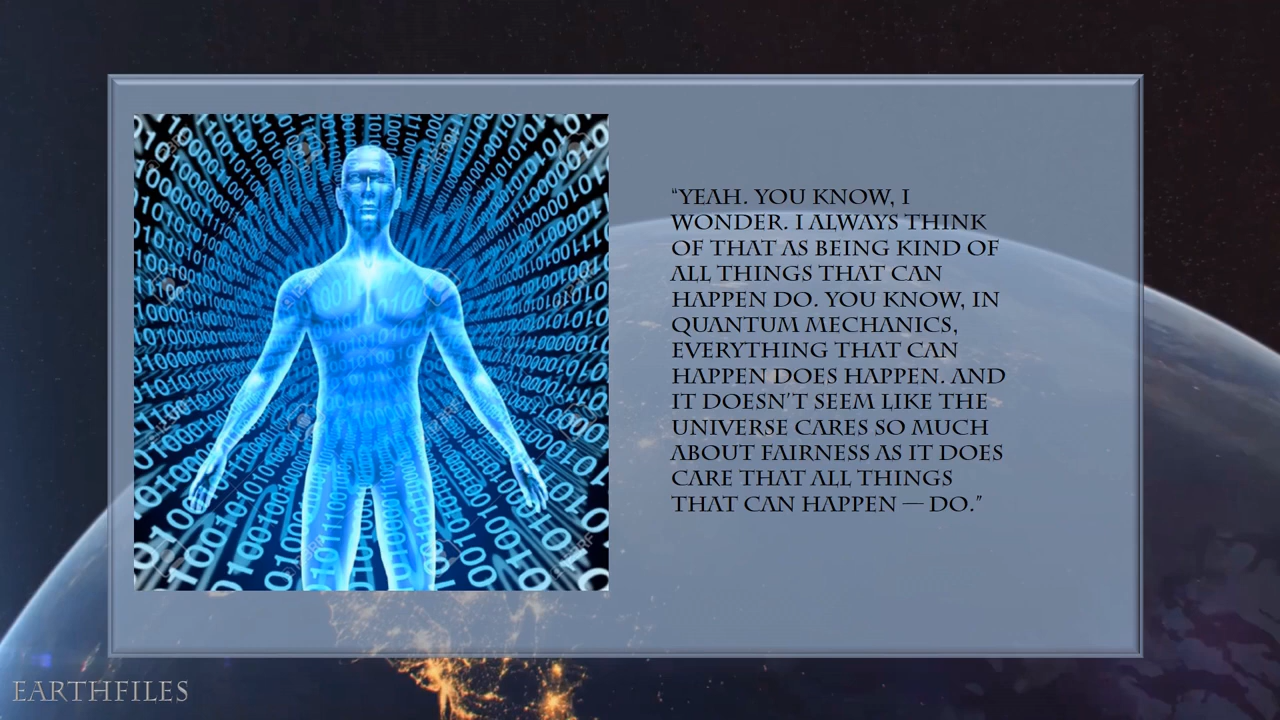 “YEAH. YOU KNOW, I
WONDER. I ALWAYS THINK
OF THAT AS BEING KIND OF
ALL THINGS THAT CAN
HAPPEN DO. YOU KNOW, IN
QUANTUM MECHANICS,
EVERYTHING THAT CAN
HAPPEN DOES HAPPEN. AND
IT DOESN'T SEEM LIKE THE
UNIVERSE CARES SO MUCH
ABOUT FAIRNESS AS IT DOES
CARE THAT ALL THINGS
THAT CAN HAPPEN — DO.”
EARTHFILES